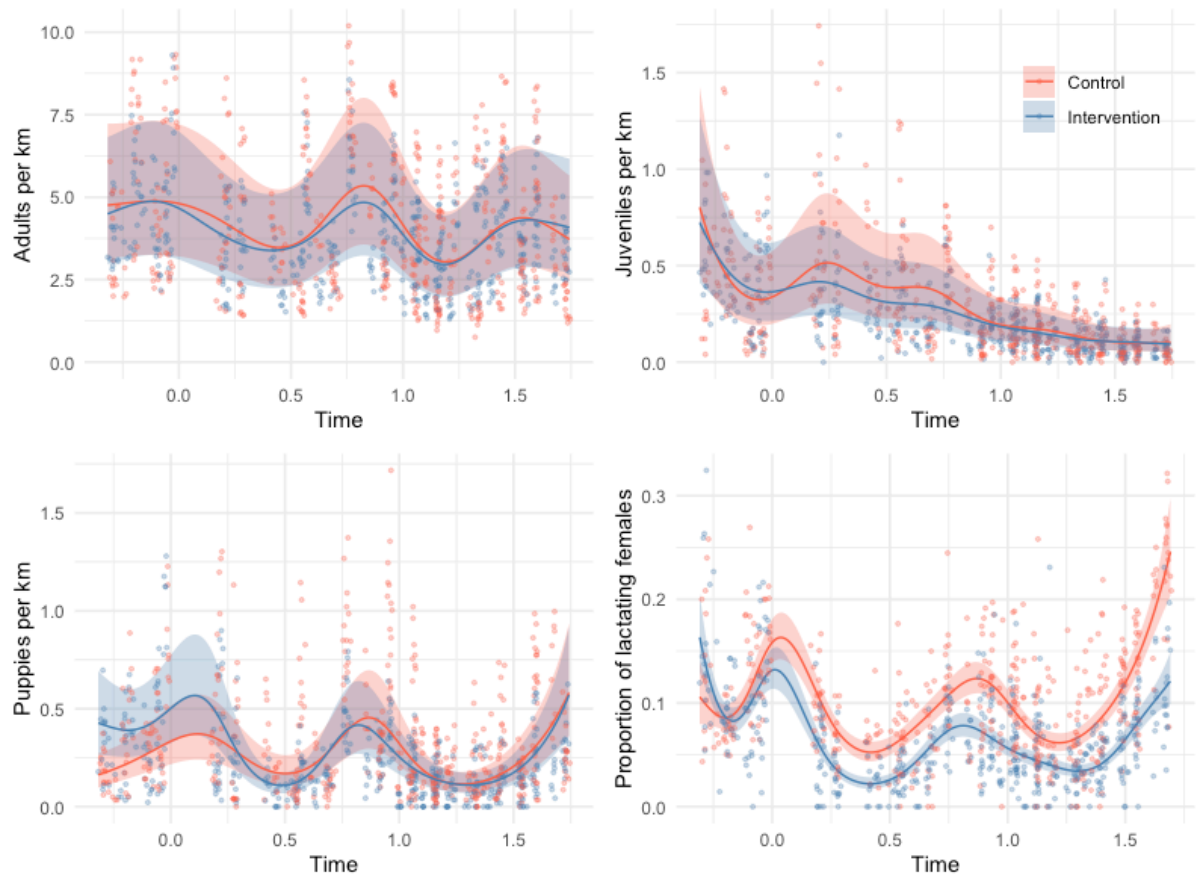 Adults per km
10.0
7.5
5.0
2.5
0.0
0.0 0.5 1.0 1.5
Time
Juveniles per km
1.5
1.0
0.5
0.0
0.0 0.5 1.0 1.5
Time
Control
Intervention
Puppies per km
1.5
1.0
0.5
0.0
0.0 0.5 1.0 1.5
Time
Proportion of lactating females
0.3
0.2
0.1
0.0
0.0 0.5 1.0 1.5
Time